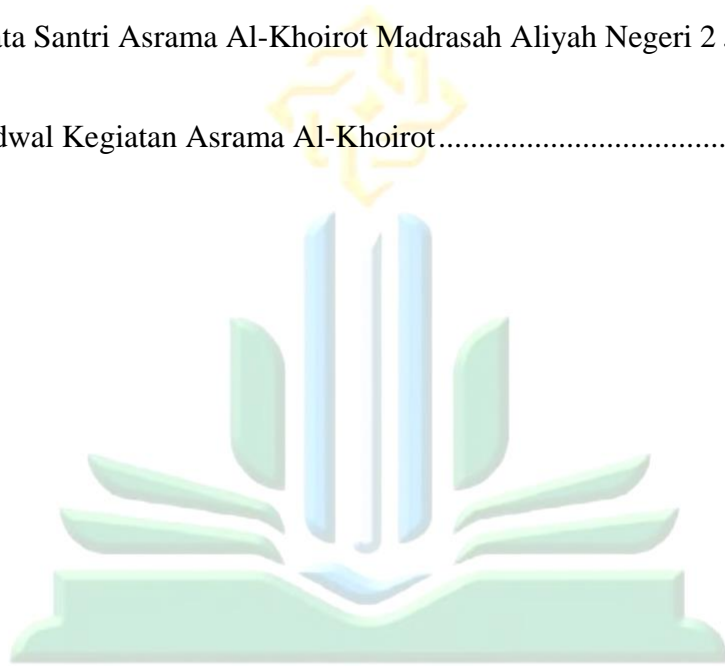 ata Santri Asrama Al-Khoirot Madrasah Aliyah Negeri 2
dwal Kegiatan Asrama Al-Khoirot....................................